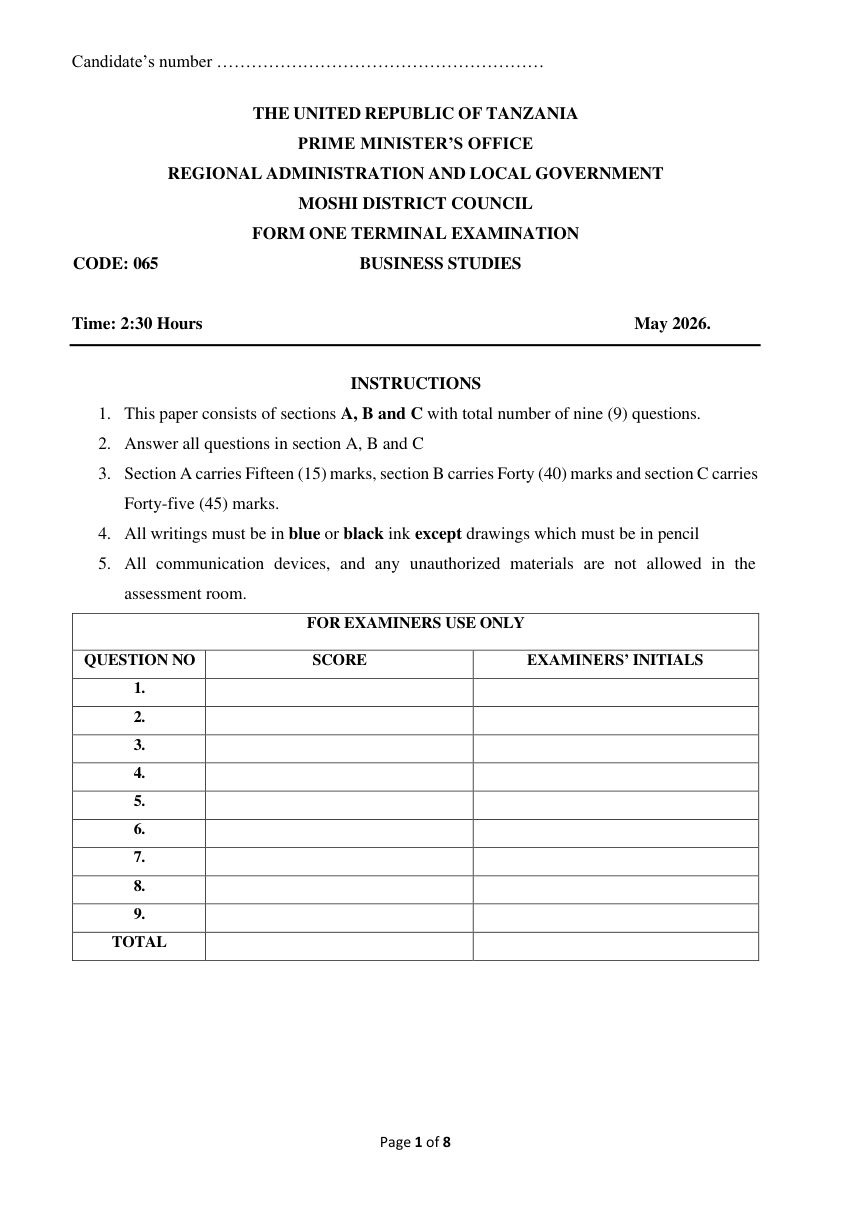 Candidate’s number …………………………………………………
THE UNITED REPUBLIC OF TANZANIA
PRIME MINISTER’S OFFICE
REGIONAL ADMINISTRATION AND LOCAL GOVERNMENT
MOSHI DISTRICT COUNCIL
FORM ONE TERMINAL EXAMINATION
CODE: 065 BUSINESS STUDIES
Time: 2:30 Hours May 2026.
INSTRUCTIONS
1. This paper consists of sections A, B and C with total number of nine (9) questions.
2. Answer all questions in section A, B and C
3. Section A carries Fifteen (15) marks, section B carries Forty (40) marks and section C carries
Forty-five (45) marks.
4. All writings must be in blue or black ink except drawings which must be in pencil
5. All communication devices, and any unauthorized materials are not allowed in the
assessment room.
FOR EXAMINERS USE ONLY
QUESTION NO SCORE EXAMINERS’ INITIALS
1.
2.
3.
4.
5.
6.
7.
8.
9.
TOTAL
Page 1 of 8